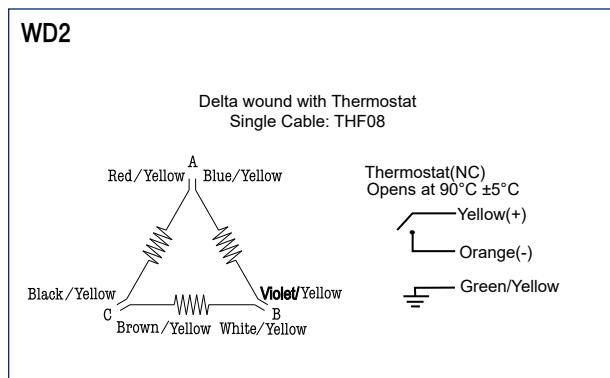 WD2
Delta wound with Thermostat
Single Cable: THF08
A
Red/Yellow
Blue/Yellow
Thermostat(NC)
Opens at 90°C ±5°C
Yellow(+)
Orange(-)
Green/Yellow
Black/Yellow
Violet/Yellow
C
B
Brown/Yellow
White/Yellow